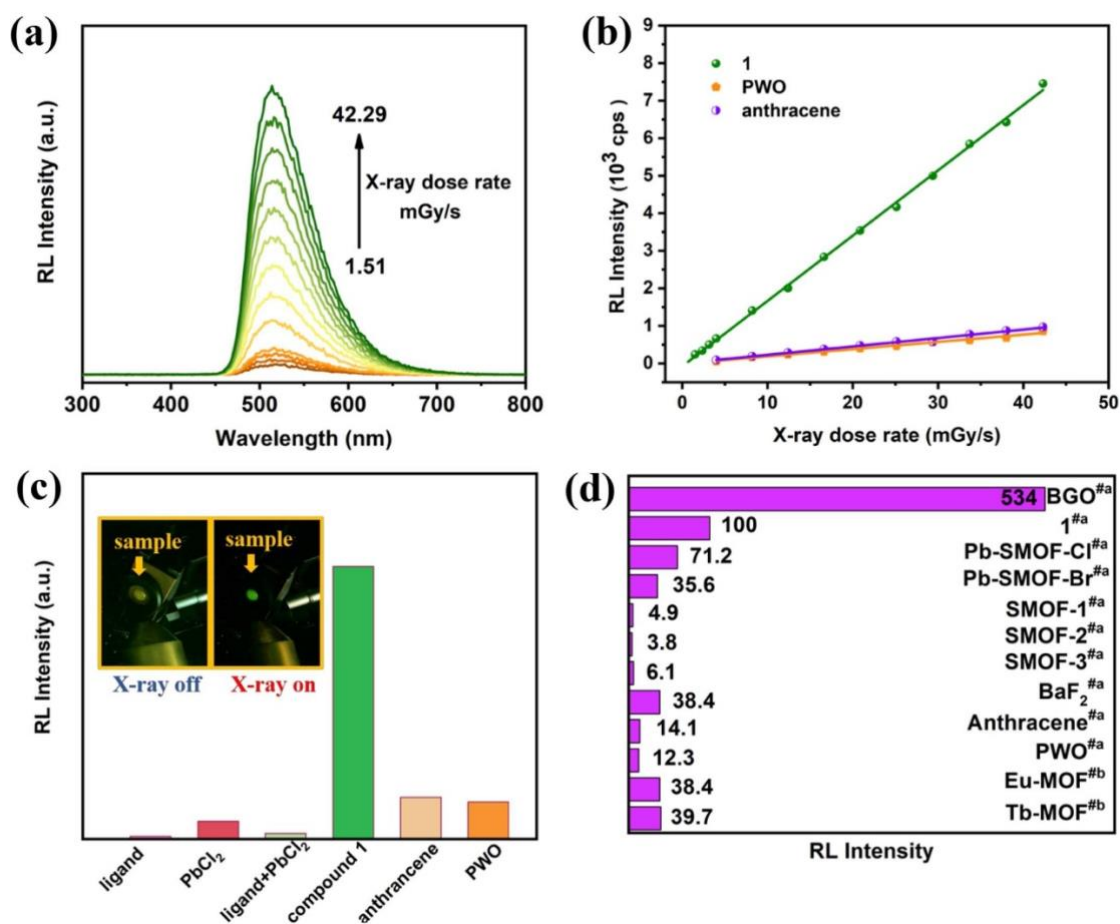 (a)
RL Intensity (a.u.)
42.29
X-ray dose rate
mGy/s
1.51
300 400 500 600 700 800
Wavelength (nm)
(b)
RL Intensity (10³ cps)
9
8
7
6
5
4
3
2
1
0
1
PWO
anthracene
0 10 20 30 40 50
X-ray dose rate (mGy/s)
(c)
RL Intensity (a.u.)
sample
sample
X-ray off
X-ray on
ligand
PbCl₂
ligand+PbCl₂
compound 1
anthrancene
PWO
(d)
534 BGO#a
100 1#a
71.2 Pb-SMOF-Cl#a
35.6 Pb-SMOF-Br#a
4.9 SMOF-1#a
3.8 SMOF-2#a
6.1 SMOF-3#a
38.4 BaF₂#a
14.1 Anthracene#a
12.3 PWO#a
38.4 Eu-MOF#b
39.7 Tb-MOF#b
RL Intensity